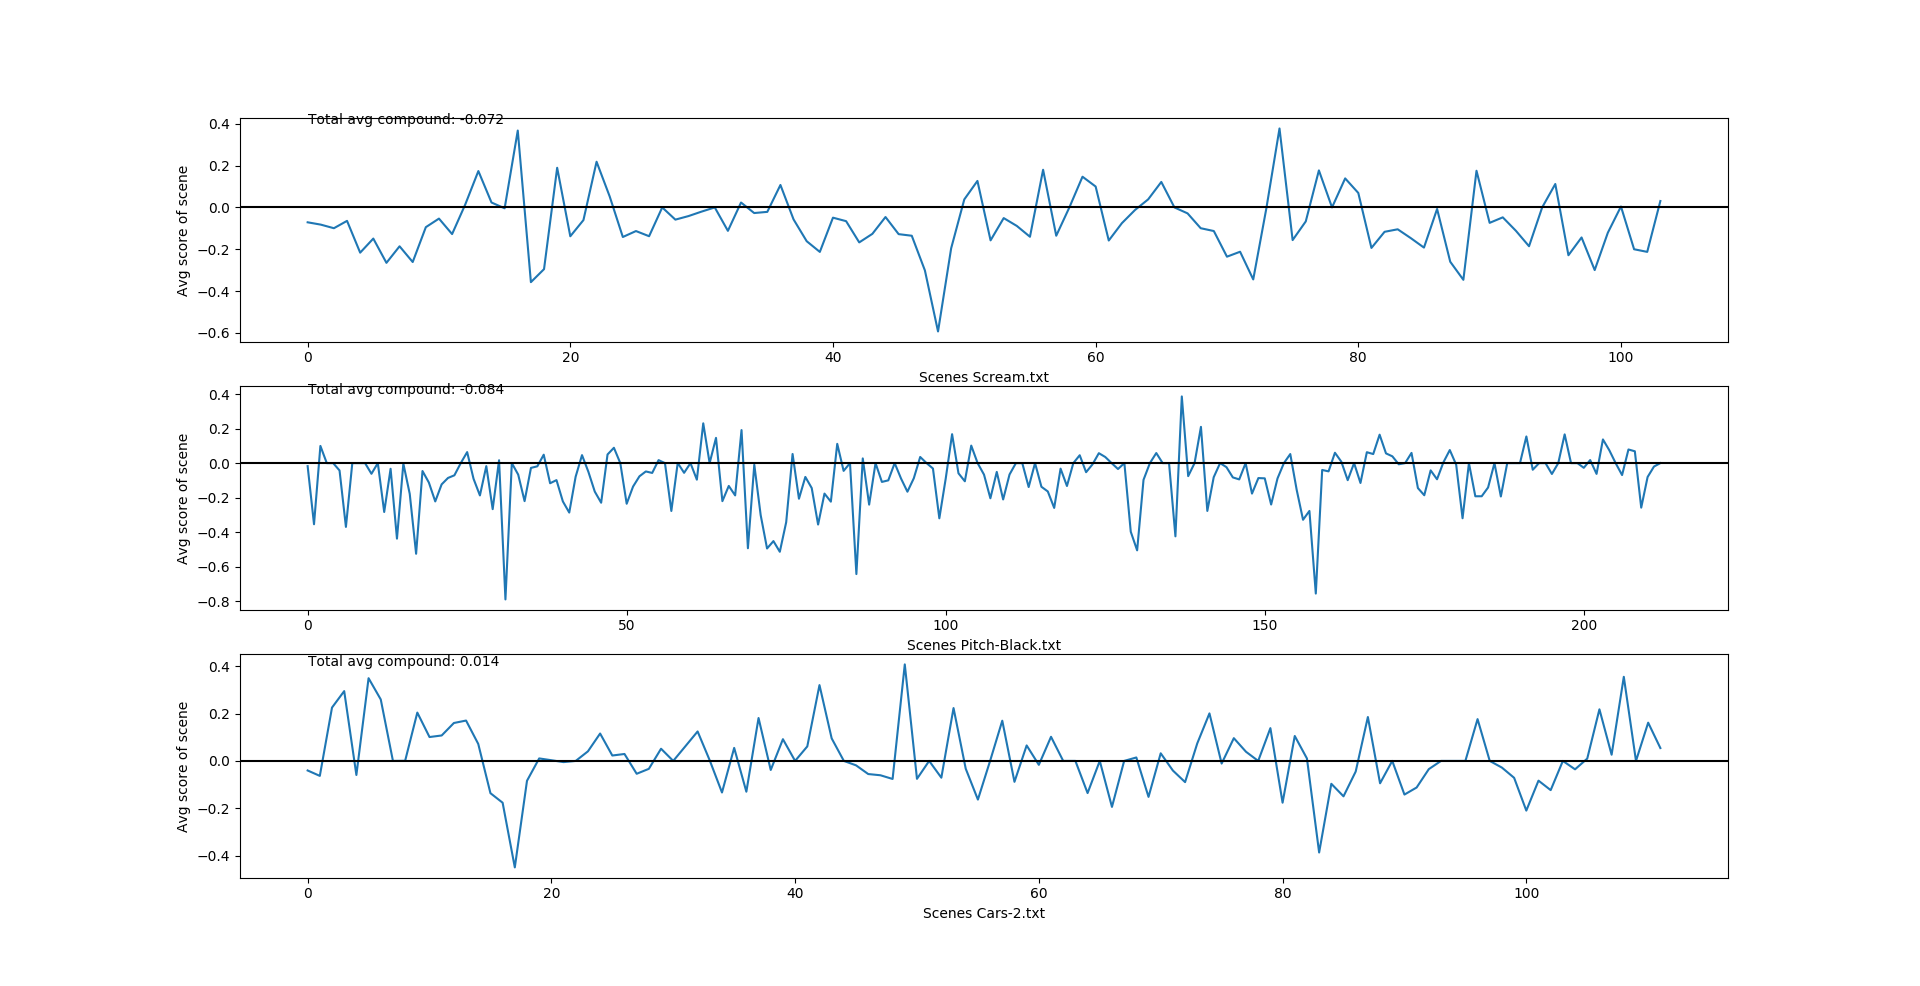 Total avg compound: -0.072
Avg score of scene
0.4
0.2
0.0
−0.2
−0.4
−0.6
0 20 40 60 80 100
Scenes Scream.txt
Total avg compound: -0.084
Avg score of scene
0.4
0.2
0.0
−0.2
−0.4
−0.6
−0.8
0 50 100 150 200
Scenes Pitch-Black.txt
Total avg compound: 0.014
Avg score of scene
0.4
0.2
0.0
−0.2
−0.4
0 20 40 60 80 100
Scenes Cars-2.txt